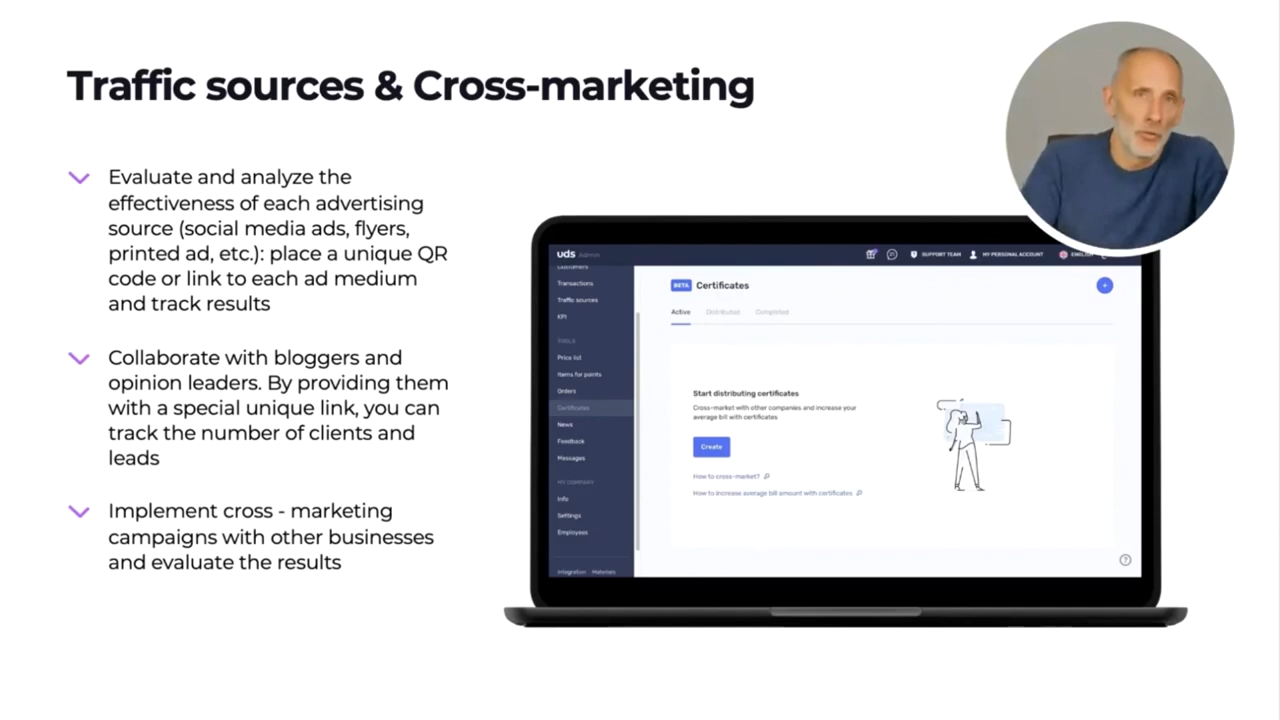 Traffic sources & Cross-marketing
Evaluate and analyze the
effectiveness of each advertising
source (social media ads, flyers,
printed ad, etc.): place a unique QR
code or link to each ad medium
and track results
Collaborate with bloggers and
opinion leaders. By providing them
with a special unique link, you can
track the number of clients and
leads
Implement cross - marketing
campaigns with other businesses
and evaluate the results
uds Admin
SUPPORT TEAM
MY PERSONAL ACCOUNT
Customers
Transactions
Traffic sources
KPI
TOOLS
Price list
Items for points
Orders
Certificates
News
Feedback
Messages
MY COMPANY
Info
Settings
Employees
Integration Materials
BETA Certificates
+
Active Distributed Completed
Start distributing certificates
Cross-market with other companies and increase your
average bill with certificates
Create
How to cross-market?
How to increase average bill amount with certificates
?